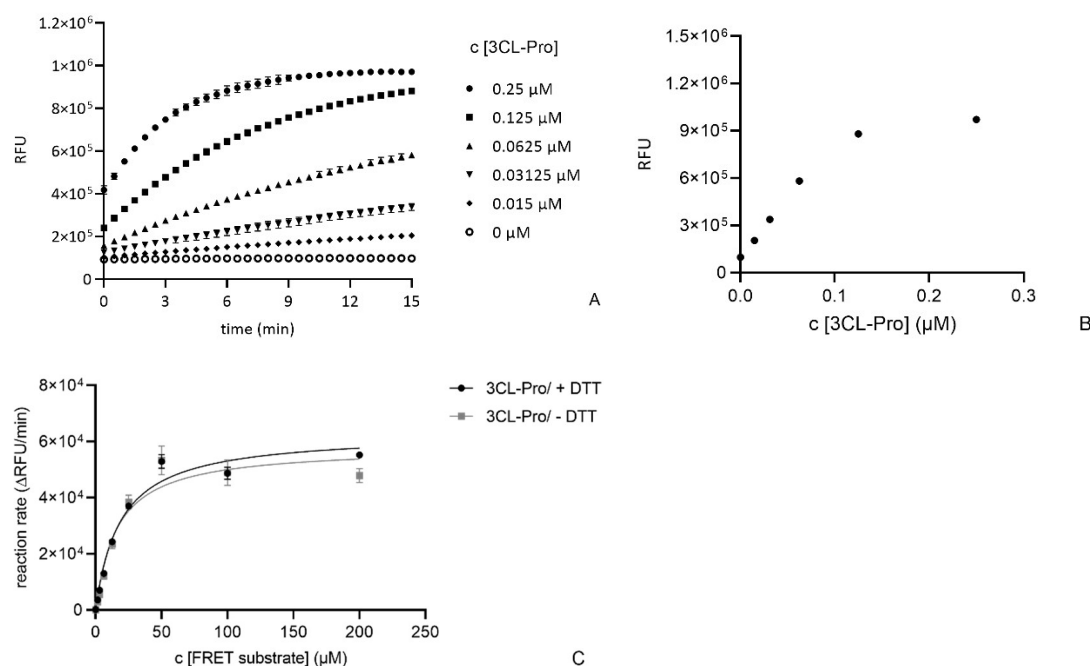 1.2×10⁶
1×10⁶
8×10⁵
6×10⁵
4×10⁵
2×10⁵
0
RFU
0 3 6 9 12 15
time (min)
c [3CL-Pro]
0.25 µM
0.125 µM
0.0625 µM
0.03125 µM
0.015 µM
0 µM
A
1.5×10⁶
1.2×10⁶
9×10⁵
6×10⁵
3×10⁵
0
RFU
0.0 0.1 0.2 0.3
c [3CL-Pro] (µM)
B
8×10⁴
6×10⁴
4×10⁴
2×10⁴
0
reaction rate (ΔRFU/min)
0 50 100 150 200 250
c [FRET substrate] (µM)
3CL-Pro/ + DTT
3CL-Pro/ - DTT
C